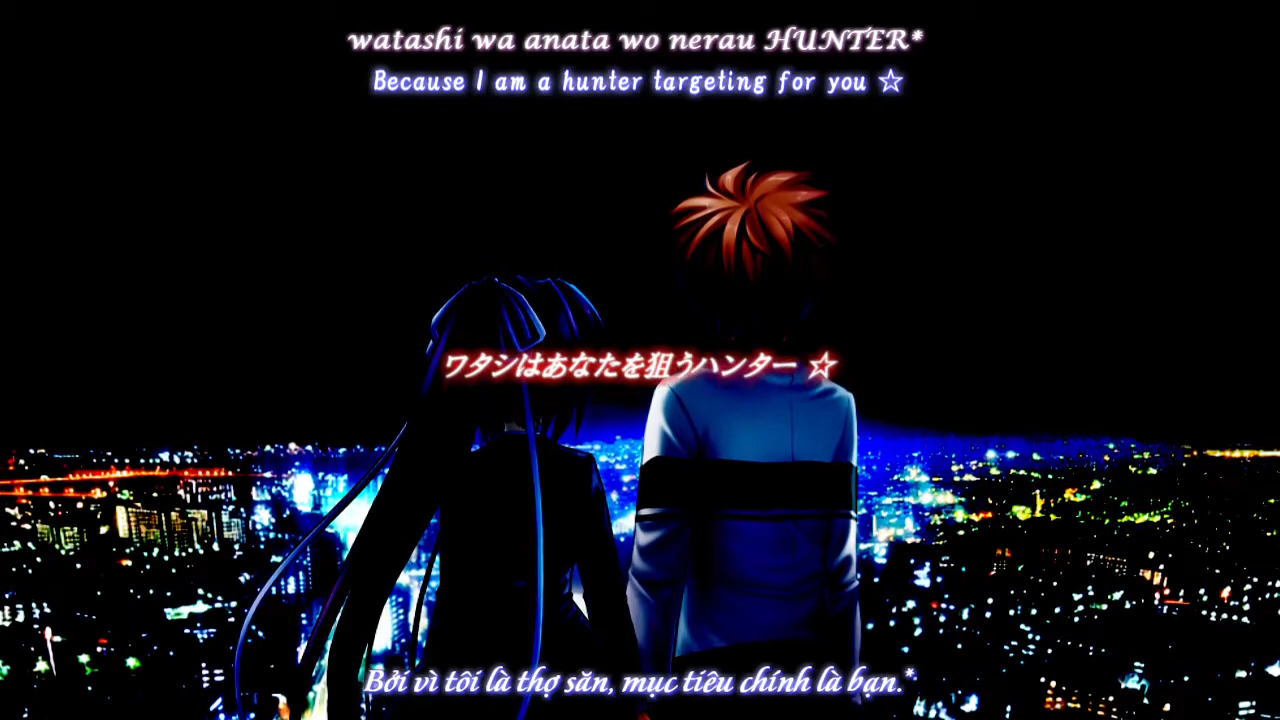 watashi wa anata wo nerau HUNTER*
Because I am a hunter targeting for you ☆
ワタシはあなたを狙うハンター ☆
Bởi vì tôi là thợ săn, mục tiêu chính là bạn.*